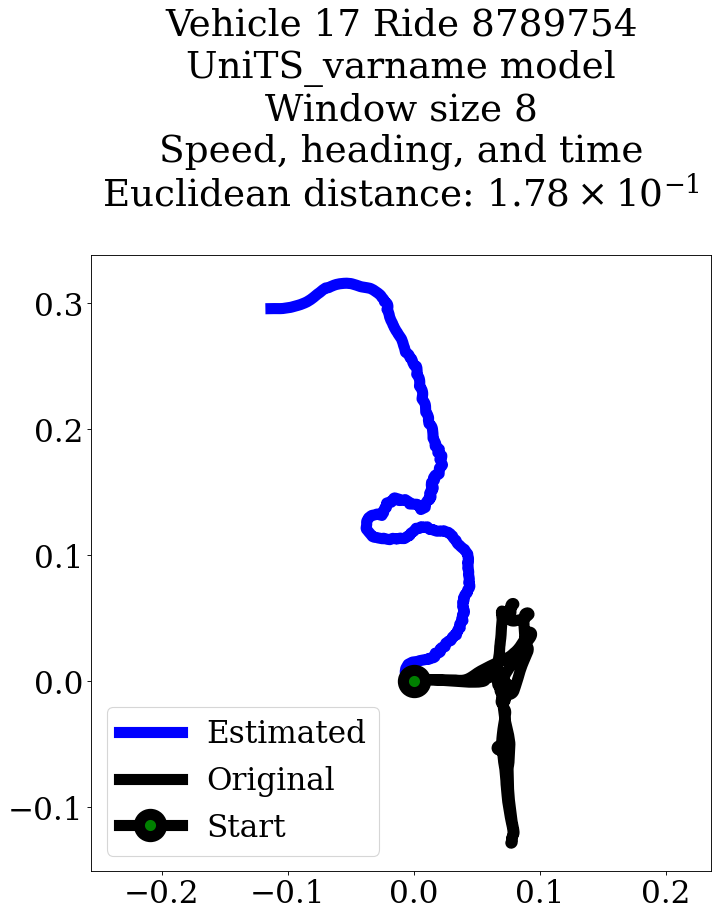 Vehicle 17 Ride 8789754
UniTS_varname model
Window size 8
Speed, heading, and time
Euclidean distance: 1.78 × 10⁻¹
0.3
0.2
0.1
0.0
−0.1
Estimated
Original
Start
−0.2 −0.1 0.0 0.1 0.2